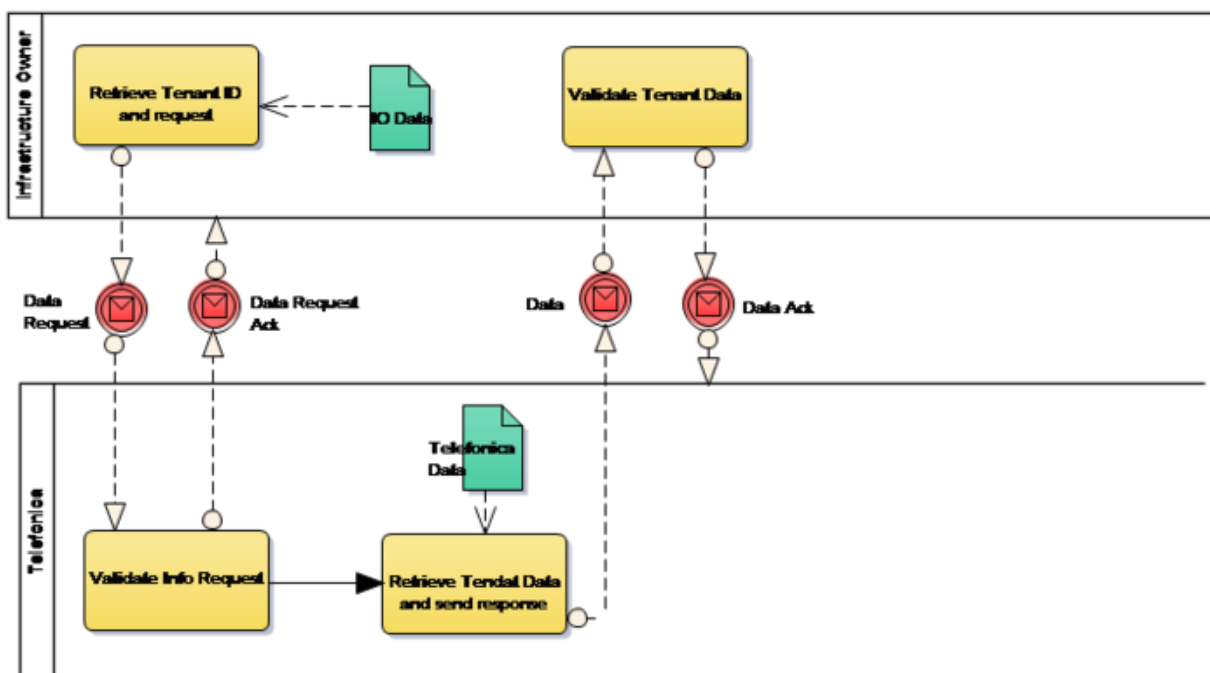 Infrastructure Owner
Retrieve Tenant ID
and request
IO Data
Validate Tenant Data
Data
Request
Data Request
Ack
Data
Data Ack
Telefonica
Telefonica
Data
Validate Info Request
Retrieve Tendat Data
and send response